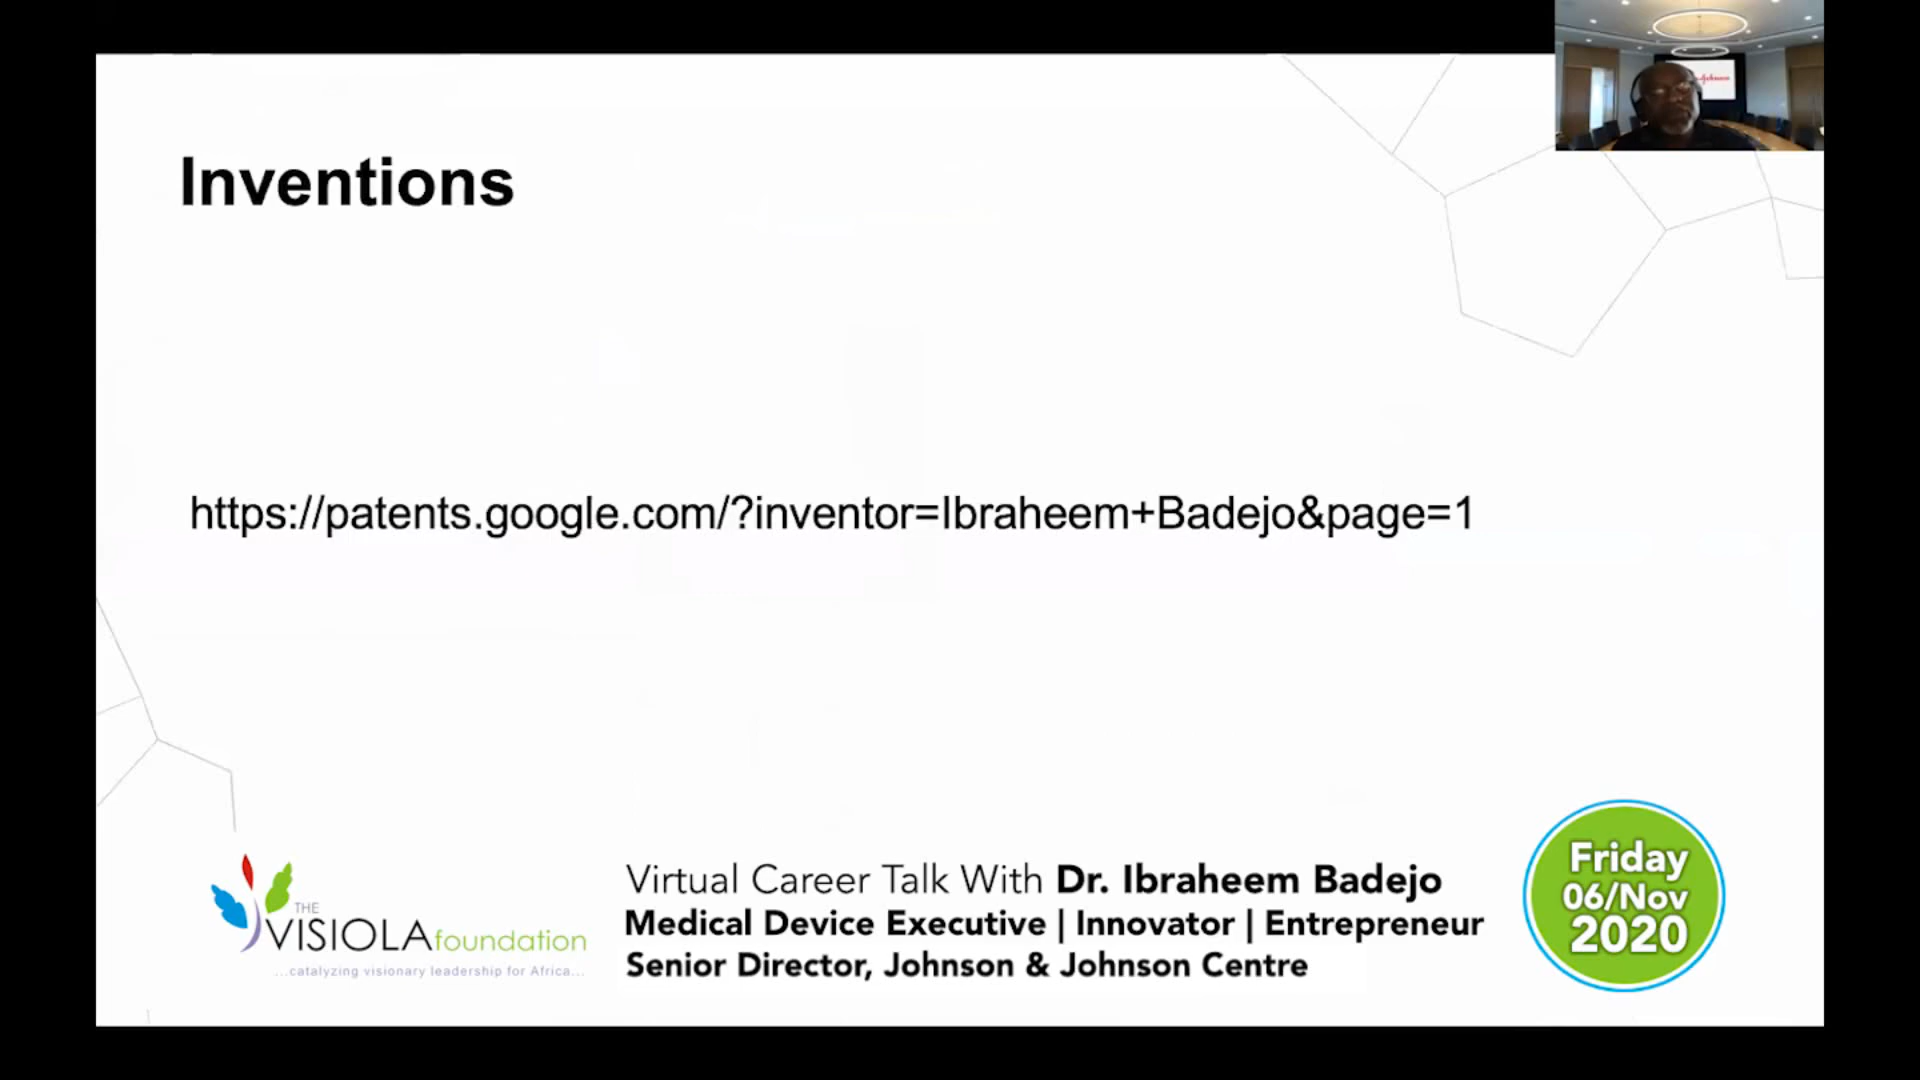 Inventions
https://patents.google.com/?inventor=Ibraheem+Badejo&page=1
THE
VISIOLAfoundation
...catalyzing visionary leadership for Africa...
Virtual Career Talk With Dr. Ibraheem Badejo
Medical Device Executive | Innovator | Entrepreneur
Senior Director, Johnson & Johnson Centre
Friday
06/Nov
2020